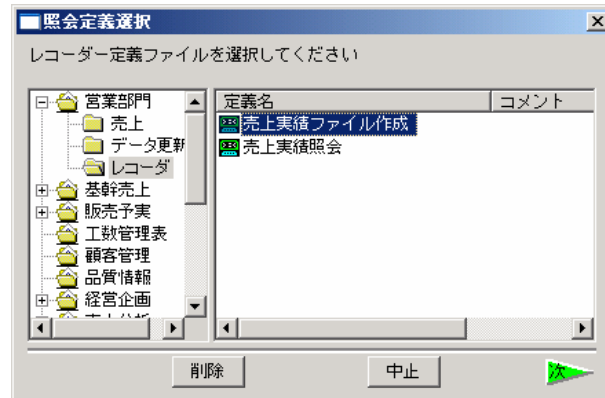 照会定義選択
レコーダー定義ファイルを選択してください
営業部門
売上
データ更新
レコーダ
基幹売上
販売予実
工数管理表
顧客管理
品質情報
経営企画
定義名 コメント
売上実績ファイル作成
売上実績照会
削除 中止 次